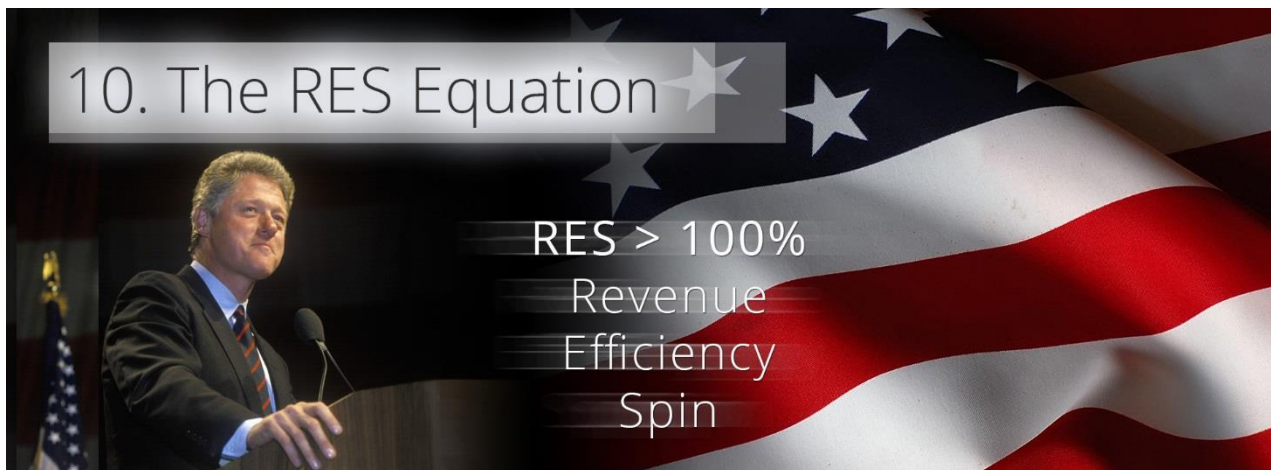 10. The RES Equation
RES > 100%
Revenue
Efficiency
Spin